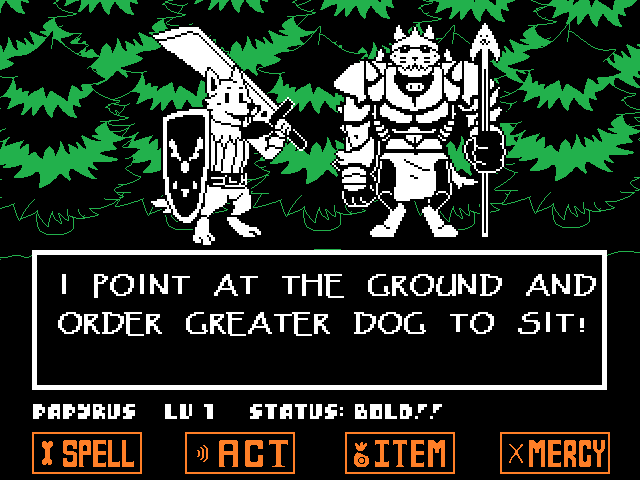 I POINT AT THE GROUND AND
ORDER GREATER DOG TO SIT!
PAPYRUS LV 1 STATUS: BOLD!!
SPELL ACT ITEM MERCY